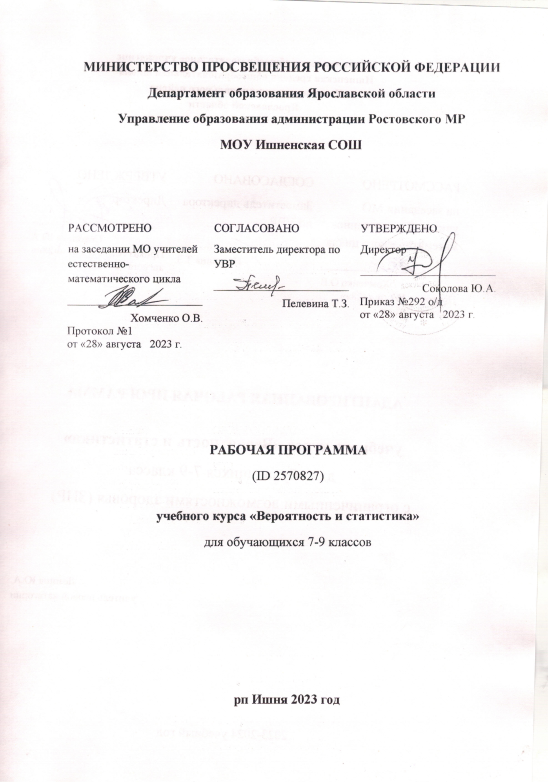 МИНИСТЕРСТВО ПРОСВЕЩЕНИЯ РОССИЙСКОЙ ФЕДЕРАЦИИ
Департамент образования Ярославской области
Управление образования администрации Ростовского МР
МОУ Ишненская СОШ
РАССМОТРЕНО
на заседании МО учителей
естественно-
математического цикла
Хомченко О.В.
Протокол №1
от «28» августа 2023 г.
СОГЛАСОВАНО
Заместитель директора по
УВР
Пелевина Т.З.
УТВЕРЖДЕНО
Директор
Соколова Ю.А.
Приказ №292 о/д
от «28» августа 2023 г.
РАБОЧАЯ ПРОГРАММА
(ID 2570827)
учебного курса «Вероятность и статистика»
для обучающихся 7-9 классов
рп Ишня 2023 год